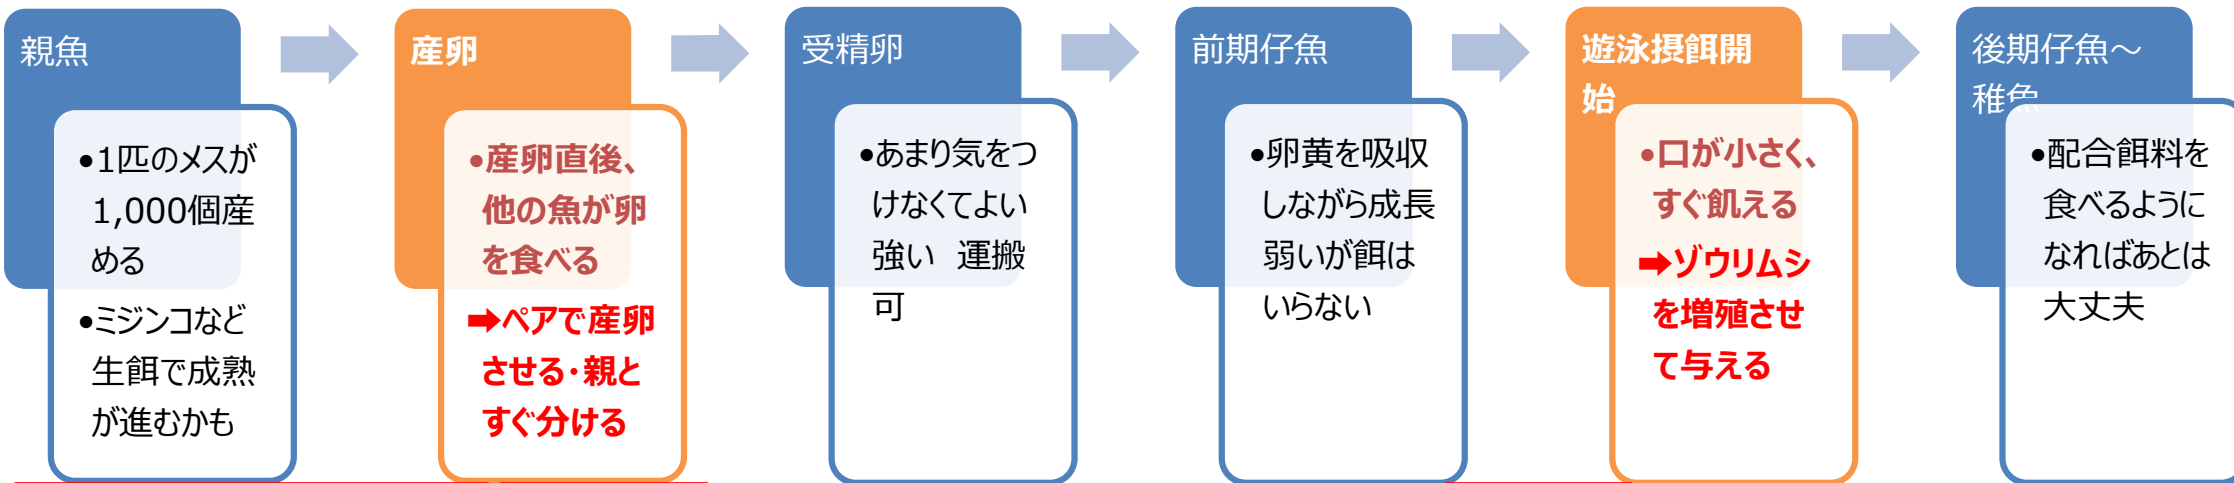 親魚
•1匹のメスが
1,000個産
める
•ミジンコなど
生餌で成熟
が進むかも
産卵
•産卵直後、
他の魚が卵
を食べる
➡ペアで産卵
させる・親と
すぐ分ける
受精卵
•あまり気をつ
けなくてよい
強い　運搬
可
前期仔魚
•卵黄を吸収
しながら成長
弱いが餌は
いらない
遊泳摂餌開
始
•口が小さく、
すぐ飢える
➡ゾウリムシ
を増殖させ
て与える
後期仔魚～
稚魚
•配合餌料を
食べるように
なればあとは
大丈夫